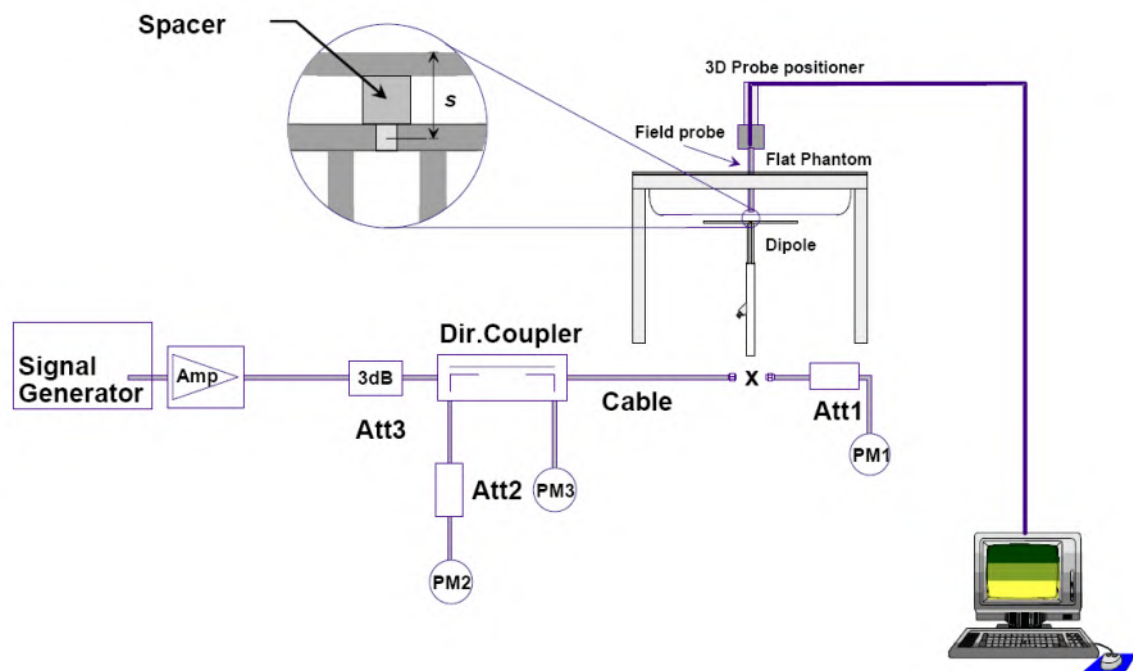 Spacer
s
3D Probe positioner
Field probe
Flat Phantom
Dipole
Dir.Coupler
Signal
Generator
Amp
3dB
Att3
Cable
X
Att1
PM1
Att2
PM3
PM2